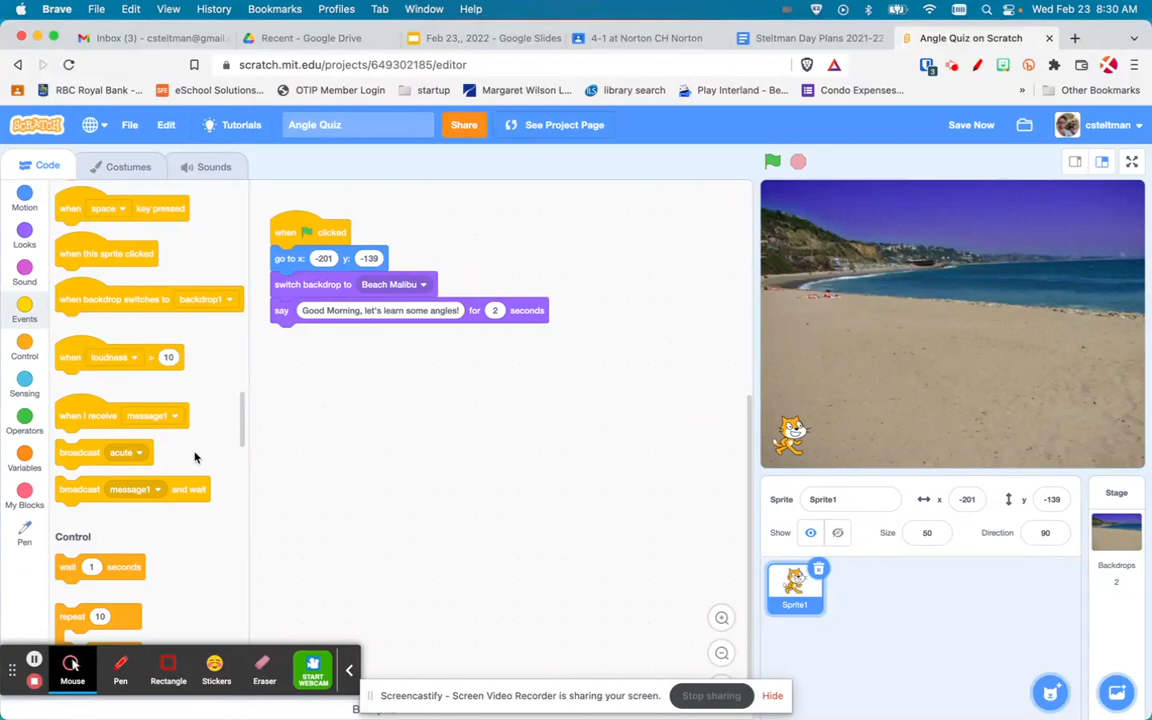 Brave File Edit View History Bookmarks Profiles Tab Window Help Wed Feb 23 8:30 AM
Inbox (3) - csteltman@gmail. Recent - Google Drive Feb 23,, 2022 - Google Slides 4-1 at Norton CH Norton Steltman Day Plans 2021-22 Angle Quiz on Scratch
scratch.mit.edu/projects/649302185/editor
RBC Royal Bank -... eSchool Solutions... OTIP Member Login startup Margaret Wilson L... library search Play Interland - Be... Condo Expenses... » Other Bookmarks
SCRATCH File Edit Tutorials Angle Quiz Share See Project Page Save Now csteltman
Code Costumes Sounds
Motion
Looks
Sound
Events
Control
Sensing
Operators
Variables
My Blocks
Pen
when space key pressed
when this sprite clicked
when backdrop switches to backdrop1
when loudness > 10
when I receive message1
broadcast acute
broadcast message1 and wait
Control
wait 1 seconds
repeat 10
when clicked
go to x: -201 y: -139
switch backdrop to Beach Malibu
say Good Morning, let's learn some angles! for 2 seconds
Sprite Sprite1 x -201 y -139
Show Size 50 Direction 90
Sprite1
Stage
Backdrops
2
Mouse Pen Rectangle Stickers Eraser START WEBCAM
Screencastify - Screen Video Recorder is sharing your screen. Stop sharing Hide